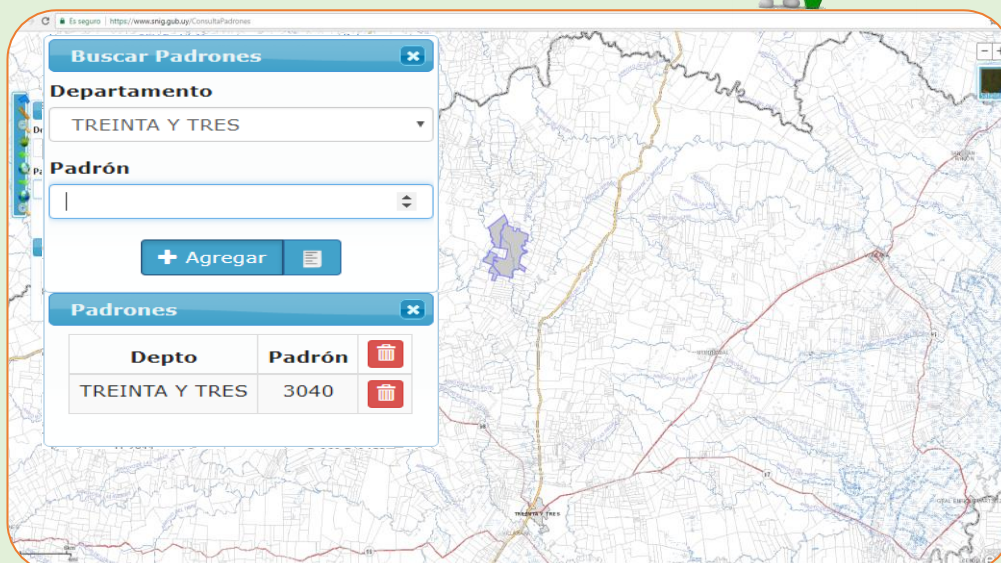 Es seguro | https://www.snig.gub.uy/ConsultaPadrones
Buscar Padrones
Departamento
TREINTA Y TRES
Padrón
Agregar
Padrones
Depto Padrón
TREINTA Y TRES 3040
TREINTA Y TRES